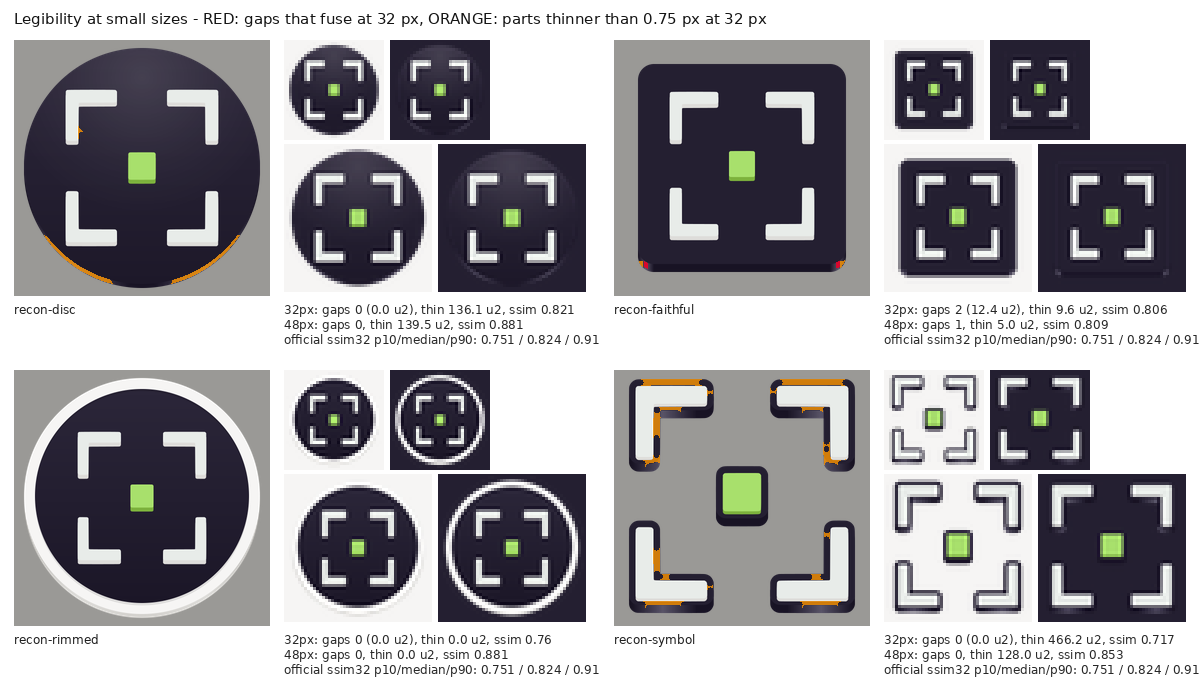 Legibility at small sizes - RED: gaps that fuse at 32 px, ORANGE: parts thinner than 0.75 px at 32 px
recon-disc
32px: gaps 0 (0.0 u2), thin 136.1 u2, ssim 0.821
48px: gaps 0, thin 139.5 u2, ssim 0.881
official ssim32 p10/median/p90: 0.751 / 0.824 / 0.91
recon-faithful
32px: gaps 2 (12.4 u2), thin 9.6 u2, ssim 0.806
48px: gaps 1, thin 5.0 u2, ssim 0.809
official ssim32 p10/median/p90: 0.751 / 0.824 / 0.91
recon-rimmed
32px: gaps 0 (0.0 u2), thin 0.0 u2, ssim 0.76
48px: gaps 0, thin 0.0 u2, ssim 0.881
official ssim32 p10/median/p90: 0.751 / 0.824 / 0.91
recon-symbol
32px: gaps 0 (0.0 u2), thin 466.2 u2, ssim 0.717
48px: gaps 0, thin 128.0 u2, ssim 0.853
official ssim32 p10/median/p90: 0.751 / 0.824 / 0.91